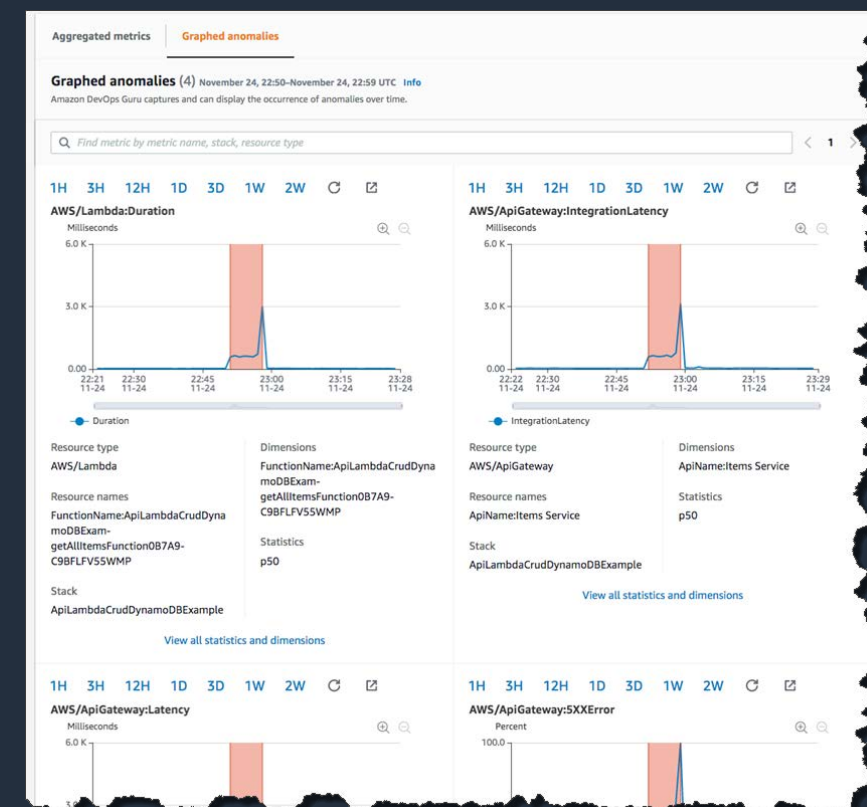 Aggregated metrics
Graphed anomalies
Graphed anomalies (4) November 24, 22:50–November 24, 22:59 UTC Info
Amazon DevOps Guru captures and can display the occurrence of anomalies over time.
Find metric by metric name, stack, resource type
< 1 >
1H 3H 12H 1D 3D 1W 2W
AWS/Lambda:Duration
Milliseconds
6.0 K
3.0 K
0.00
22:21 22:30 22:45 23:00 23:15 23:28
11-24 11-24 11-24 11-24 11-24 11-24
Duration
Resource type
AWS/Lambda
Resource names
FunctionName:ApiLambdaCrudDyna
moDBExam-
getAllItemsFunction0B7A9-
C9BFLFV55WMP
Stack
ApiLambdaCrudDynamoDBExample
Dimensions
FunctionName:ApiLambdaCrudDyna
moDBExam-
getAllItemsFunction0B7A9-
C9BFLFV55WMP
Statistics
p50
View all statistics and dimensions
1H 3H 12H 1D 3D 1W 2W
AWS/ApiGateway:IntegrationLatency
Milliseconds
6.0 K
3.0 K
0.00
22:22 22:30 22:45 23:00 23:15 23:29
11-24 11-24 11-24 11-24 11-24 11-24
IntegrationLatency
Resource type
AWS/ApiGateway
Resource names
ApiName:Items Service
Stack
ApiLambdaCrudDynamoDBExample
Dimensions
ApiName:Items Service
Statistics
p50
View all statistics and dimensions
1H 3H 12H 1D 3D 1W 2W
AWS/ApiGateway:Latency
Milliseconds
6.0 K
1H 3H 12H 1D 3D 1W 2W
AWS/ApiGateway:5XXError
Percent
100.0